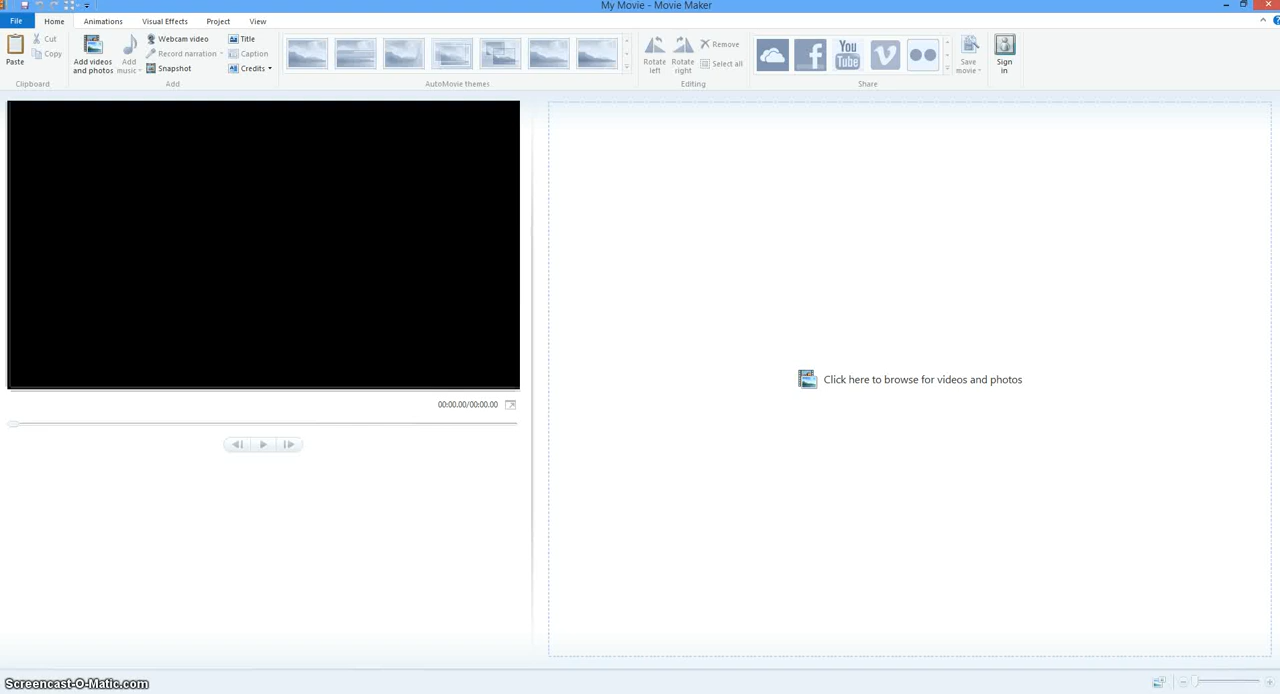 My Movie - Movie Maker
File Home Animations Visual Effects Project View
Paste
Cut
Copy
Clipboard
Add videos
and photos
Add
music
Webcam video
Record narration
Snapshot
Title
Caption
Credits
Add
AutoMovie themes
Rotate
left
Rotate
right
Remove
Select all
Editing
You
Tube
Share
Save
movie
Sign
in
Click here to browse for videos and photos
00:00.00/00:00.00
Screencast-O-Matic.com